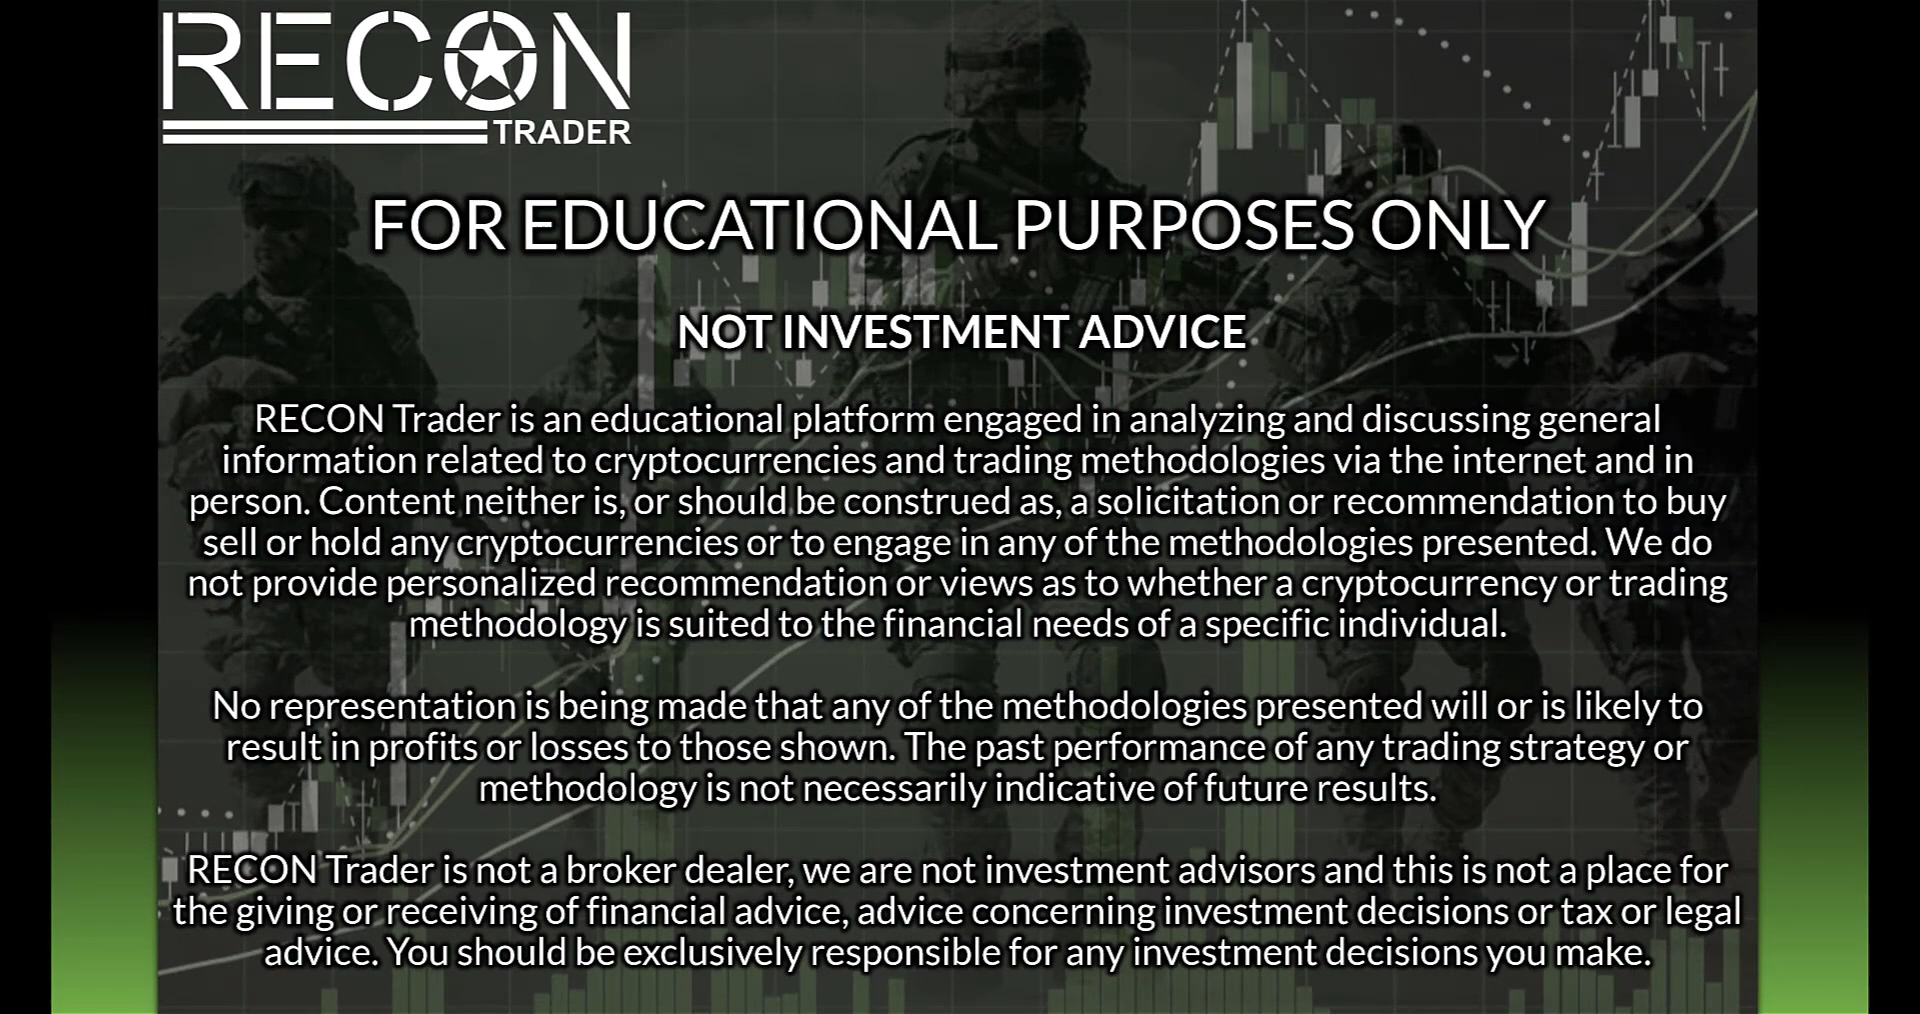 RECON
TRADER
FOR EDUCATIONAL PURPOSES ONLY
NOT INVESTMENT ADVICE
RECON Trader is an educational platform engaged in analyzing and discussing general
information related to cryptocurrencies and trading methodologies via the internet and in
person. Content neither is, or should be construed as, a solicitation or recommendation to buy
sell or hold any cryptocurrencies or to engage in any of the methodologies presented. We do
not provide personalized recommendation or views as to whether a cryptocurrency or trading
methodology is suited to the financial needs of a specific individual.
No representation is being made that any of the methodologies presented will or is likely to
result in profits or losses to those shown. The past performance of any trading strategy or
methodology is not necessarily indicative of future results.
RECON Trader is not a broker dealer, we are not investment advisors and this is not a place for
the giving or receiving of financial advice, advice concerning investment decisions or tax or legal
advice. You should be exclusively responsible for any investment decisions you make.